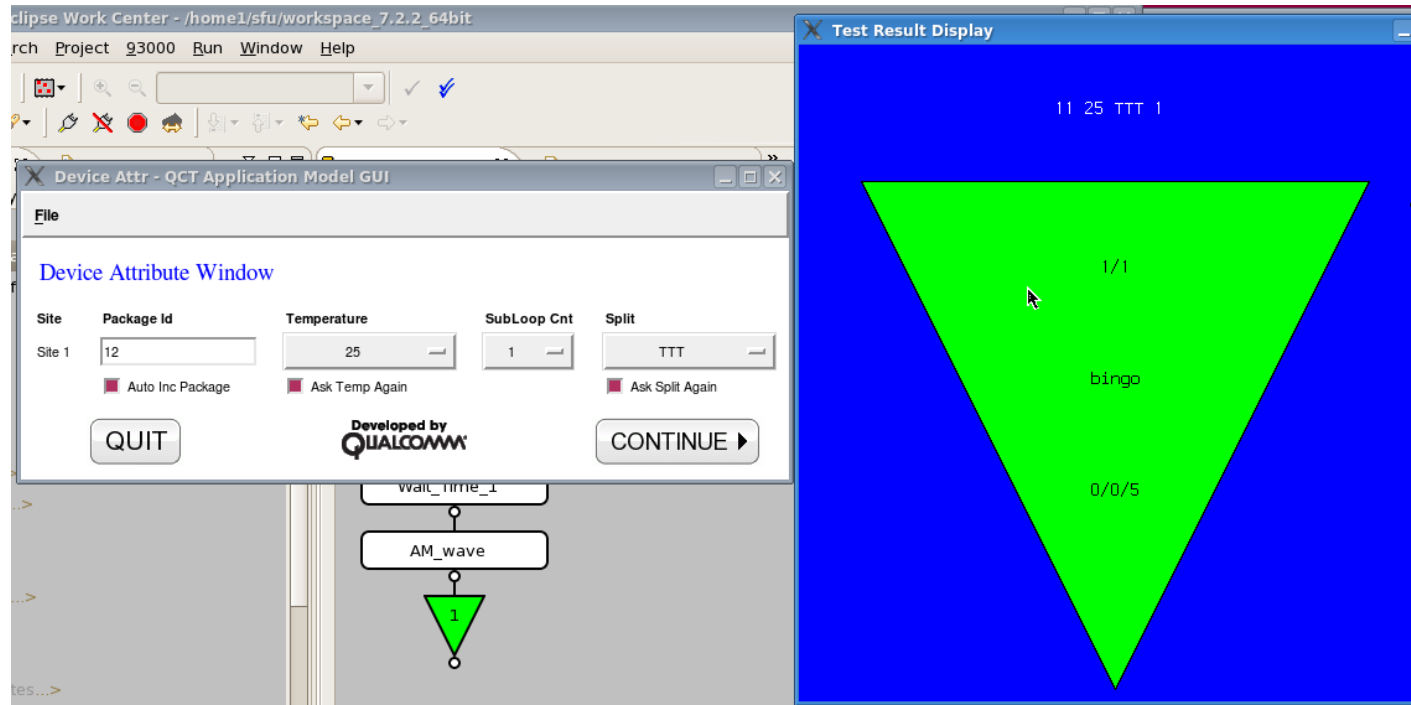 clipse Work Center - /home1/sfu/workspace_7.2.2_64bit
rch Project 93000 Run Window Help
Device Attr - QCT Application Model GUI
File
Device Attribute Window
Site Package Id Temperature SubLoop Cnt Split
Site 1 12 25 1 TTT
Auto Inc Package Ask Temp Again Ask Split Again
QUIT Developed by QUALCOMM CONTINUE
Wait_Time_1
AM_wave
1
..>
...>
tes...>
Test Result Display
11 25 TTT 1
1/1
bingo
0/0/5